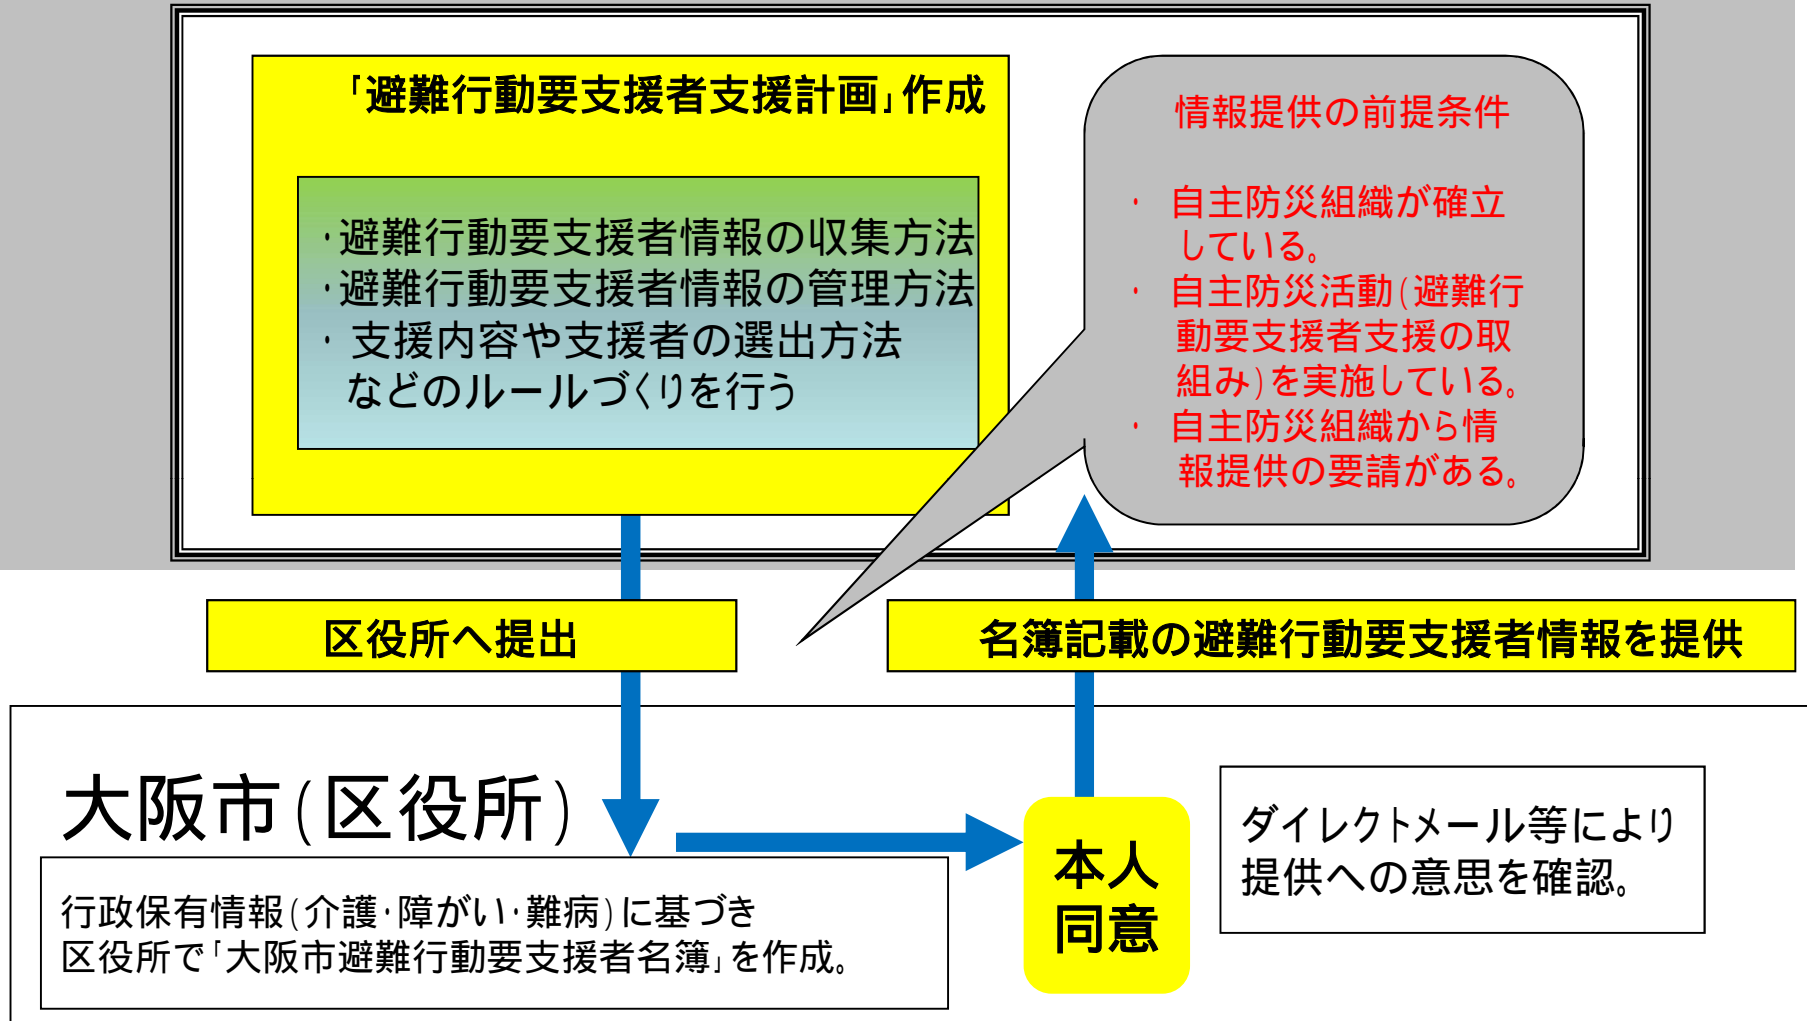 「避難行動要支援者支援計画」作成
・避難行動要支援者情報の収集方法
・避難行動要支援者情報の管理方法
・支援内容や支援者の選出方法
などのルールづくりを行う
情報提供の前提条件
・ 自主防災組織が確立
している。
・ 自主防災活動(避難行
動要支援者支援の取
組み)を実施している。
・ 自主防災組織から情
報提供の要請がある。
区役所へ提出
名簿記載の避難行動要支援者情報を提供
大阪市(区役所)
行政保有情報(介護・障がい・難病)に基づき
区役所で「大阪市避難行動要支援者名簿」を作成。
本人
同意
ダイレクトメール等により
提供への意思を確認。